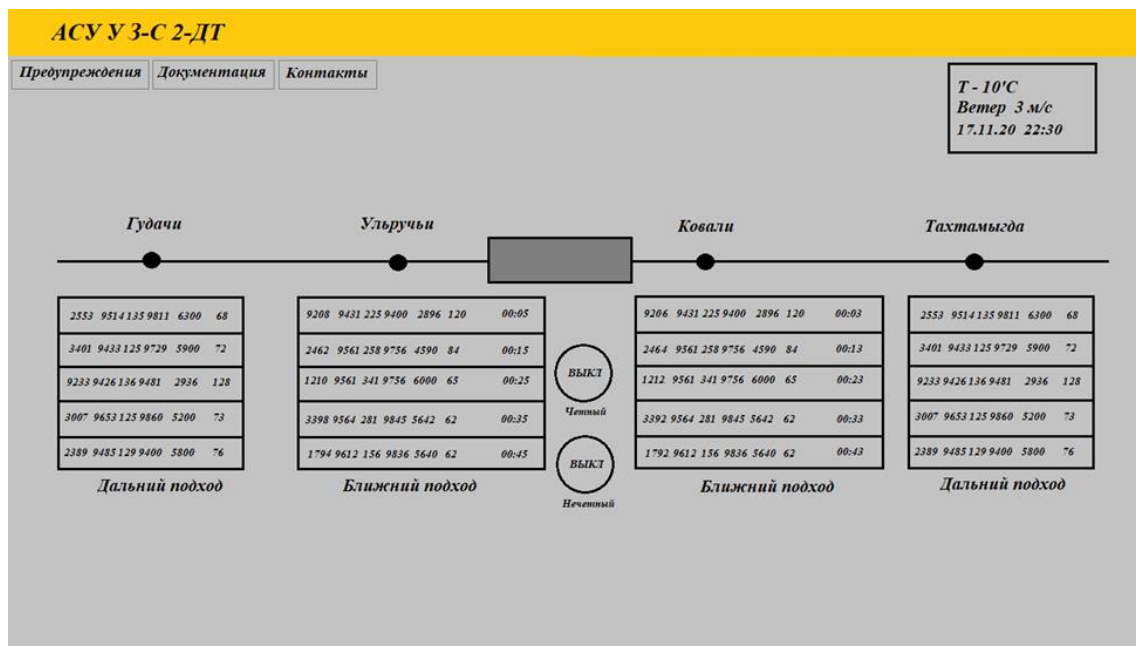 АСУ У З-С 2-ДТ
Предупреждения Документация Контакты
Т - 10'С
Ветер 3 м/с
17.11.20 22:30
Гудачи Ульручьи Ковали Тахтамыгда
2553 9514 135 9811 6300 68
3401 9433 125 9729 5900 72
9233 9426 136 9481 2936 128
3007 9653 125 9860 5200 73
2389 9485 129 9400 5800 76
Дальний подход
9208 9431 225 9400 2896 120 00:05
2462 9561 258 9756 4590 84 00:15
1210 9561 341 9756 6000 65 00:25
3398 9564 281 9845 5642 62 00:35
1794 9612 156 9836 5640 62 00:45
Ближний подход
ВЫКЛ
Четный
ВЫКЛ
Нечетный
9206 9431 225 9400 2896 120 00:03
2464 9561 258 9756 4590 84 00:13
1212 9561 341 9756 6000 65 00:23
3392 9564 281 9845 5642 62 00:33
1792 9612 156 9836 5640 62 00:43
Ближний подход
2553 9514 135 9811 6300 68
3401 9433 125 9729 5900 72
9233 9426 136 9481 2936 128
3007 9653 125 9860 5200 73
2389 9485 129 9400 5800 76
Дальний подход